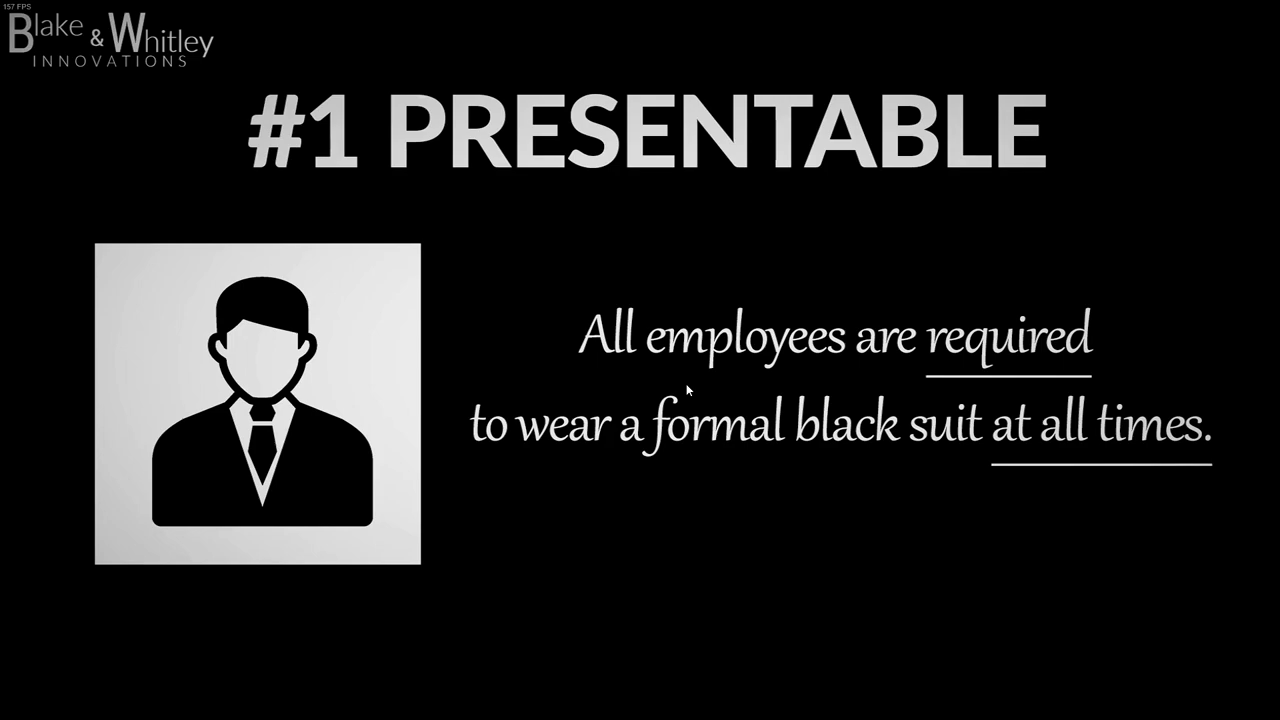 157 FPS
Blake & Whitley
INNOVATIONS
#1 PRESENTABLE
All employees are required
to wear a formal black suit at all times.